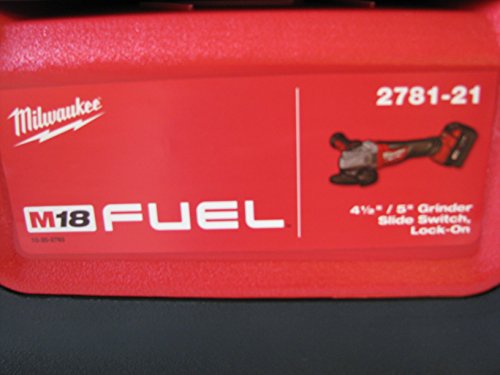 Milwaukee
M18 FUEL
2781-21
4½" / 5" Grinder
Slide Switch,
Lock-On